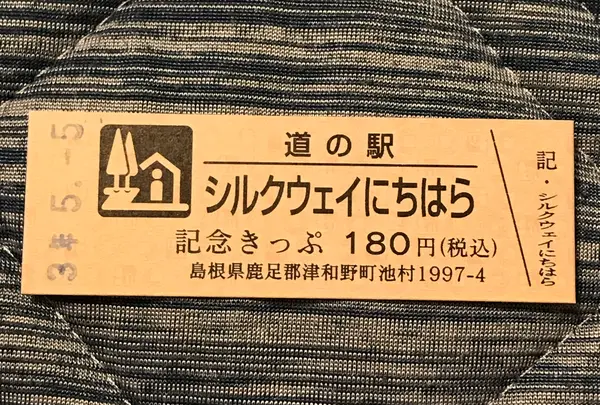 3年 5. -5
道の駅
シルクウェイにちはら
記念きっぷ 180円(税込)
島根県鹿足郡津和野町池村1997-4
記・シルクウェイにちはら